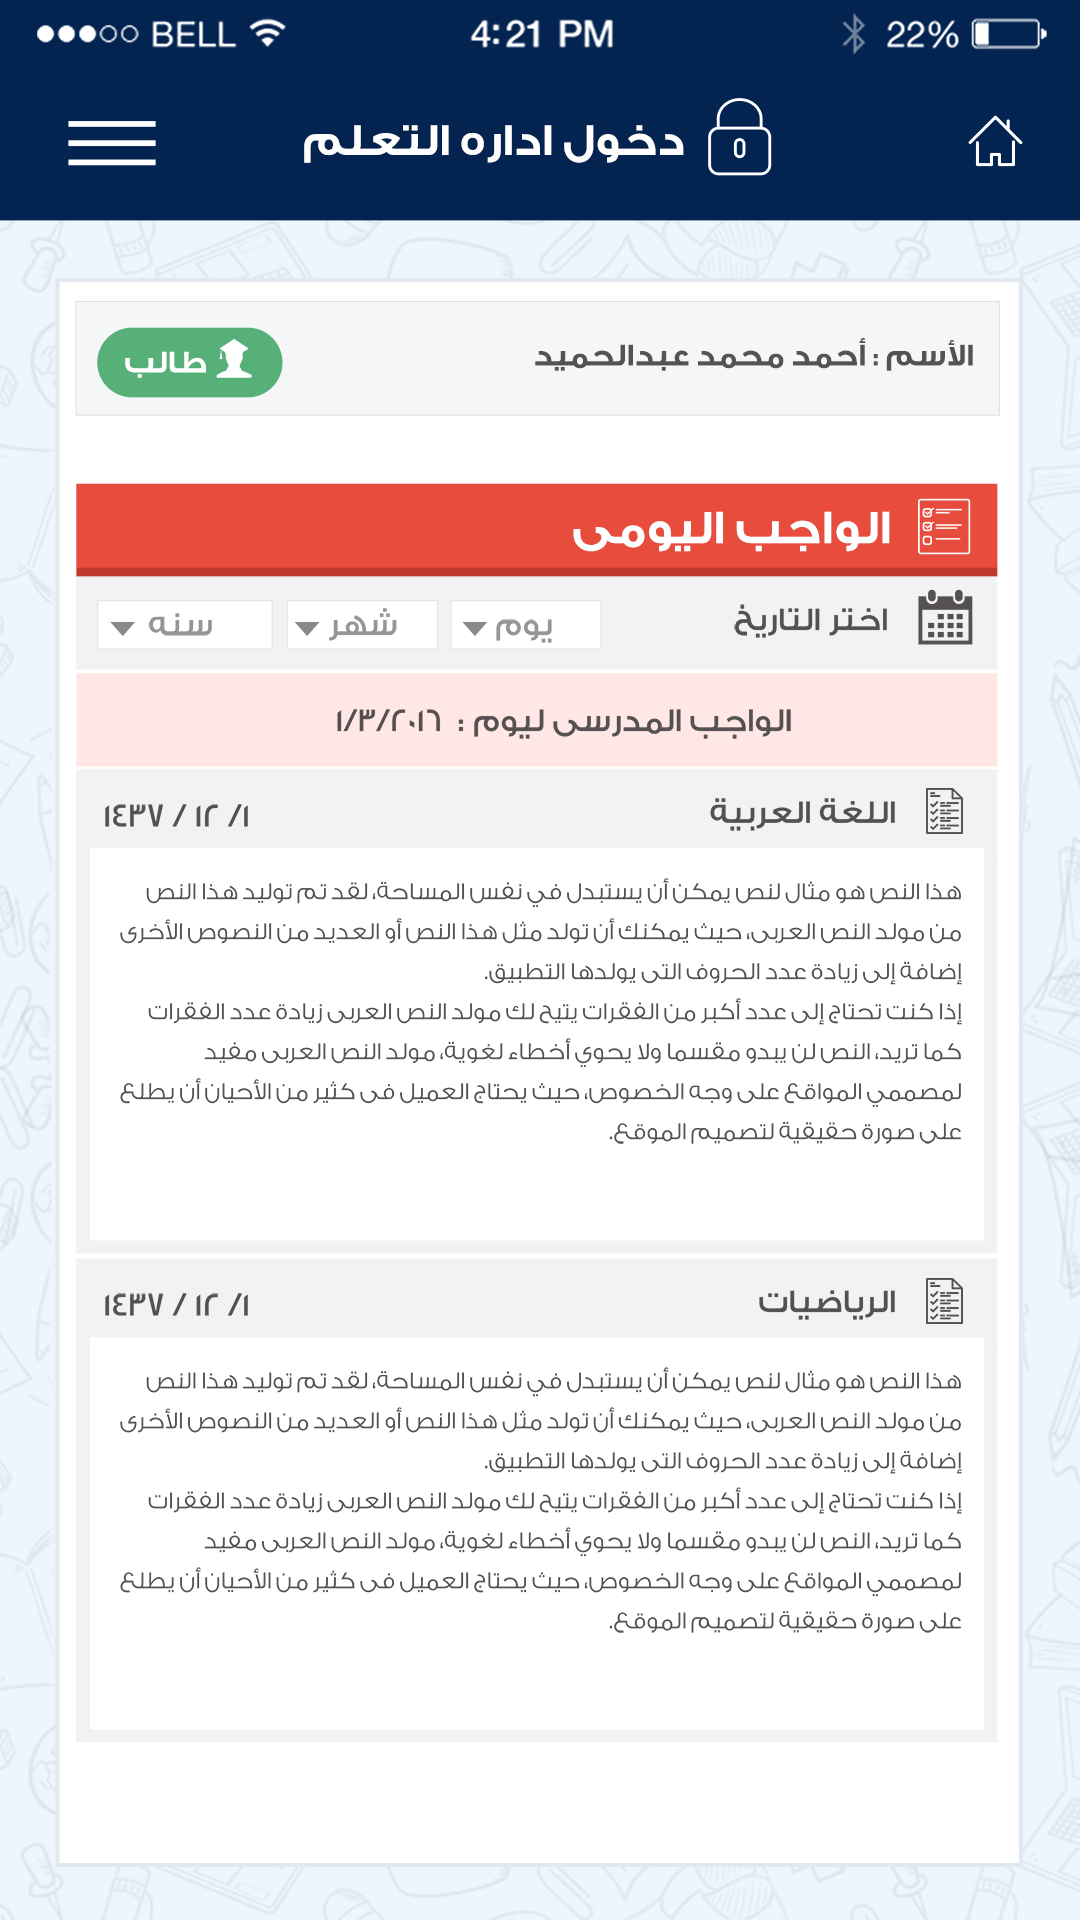 BELL 4:21 PM 22%
دخول اداره التعلم
الأسم : أحمد محمد عبدالحميد
طالب
الواجب اليومى
اختر التاريخ
يوم شهر سنه
الواجب المدرسى ليوم : ١/٣/٢٠١٦
اللغة العربية
١/ ١٢ / ١٤٣٧
هذا النص هو مثال لنص يمكن أن يستبدل في نفس المساحة، لقد تم توليد هذا النص
من مولد النص العربى، حيث يمكنك أن تولد مثل هذا النص أو العديد من النصوص الأخرى
إضافة إلى زيادة عدد الحروف التى يولدها التطبيق.
إذا كنت تحتاج إلى عدد أكبر من الفقرات يتيح لك مولد النص العربى زيادة عدد الفقرات
كما تريد، النص لن يبدو مقسما ولا يحوي أخطاء لغوية، مولد النص العربى مفيد
لمصممي المواقع على وجه الخصوص، حيث يحتاج العميل فى كثير من الأحيان أن يطلع
على صورة حقيقية لتصميم الموقع.
الرياضيات
١/ ١٢ / ١٤٣٧
هذا النص هو مثال لنص يمكن أن يستبدل في نفس المساحة، لقد تم توليد هذا النص
من مولد النص العربى، حيث يمكنك أن تولد مثل هذا النص أو العديد من النصوص الأخرى
إضافة إلى زيادة عدد الحروف التى يولدها التطبيق.
إذا كنت تحتاج إلى عدد أكبر من الفقرات يتيح لك مولد النص العربى زيادة عدد الفقرات
كما تريد، النص لن يبدو مقسما ولا يحوي أخطاء لغوية، مولد النص العربى مفيد
لمصممي المواقع على وجه الخصوص، حيث يحتاج العميل فى كثير من الأحيان أن يطلع
على صورة حقيقية لتصميم الموقع.